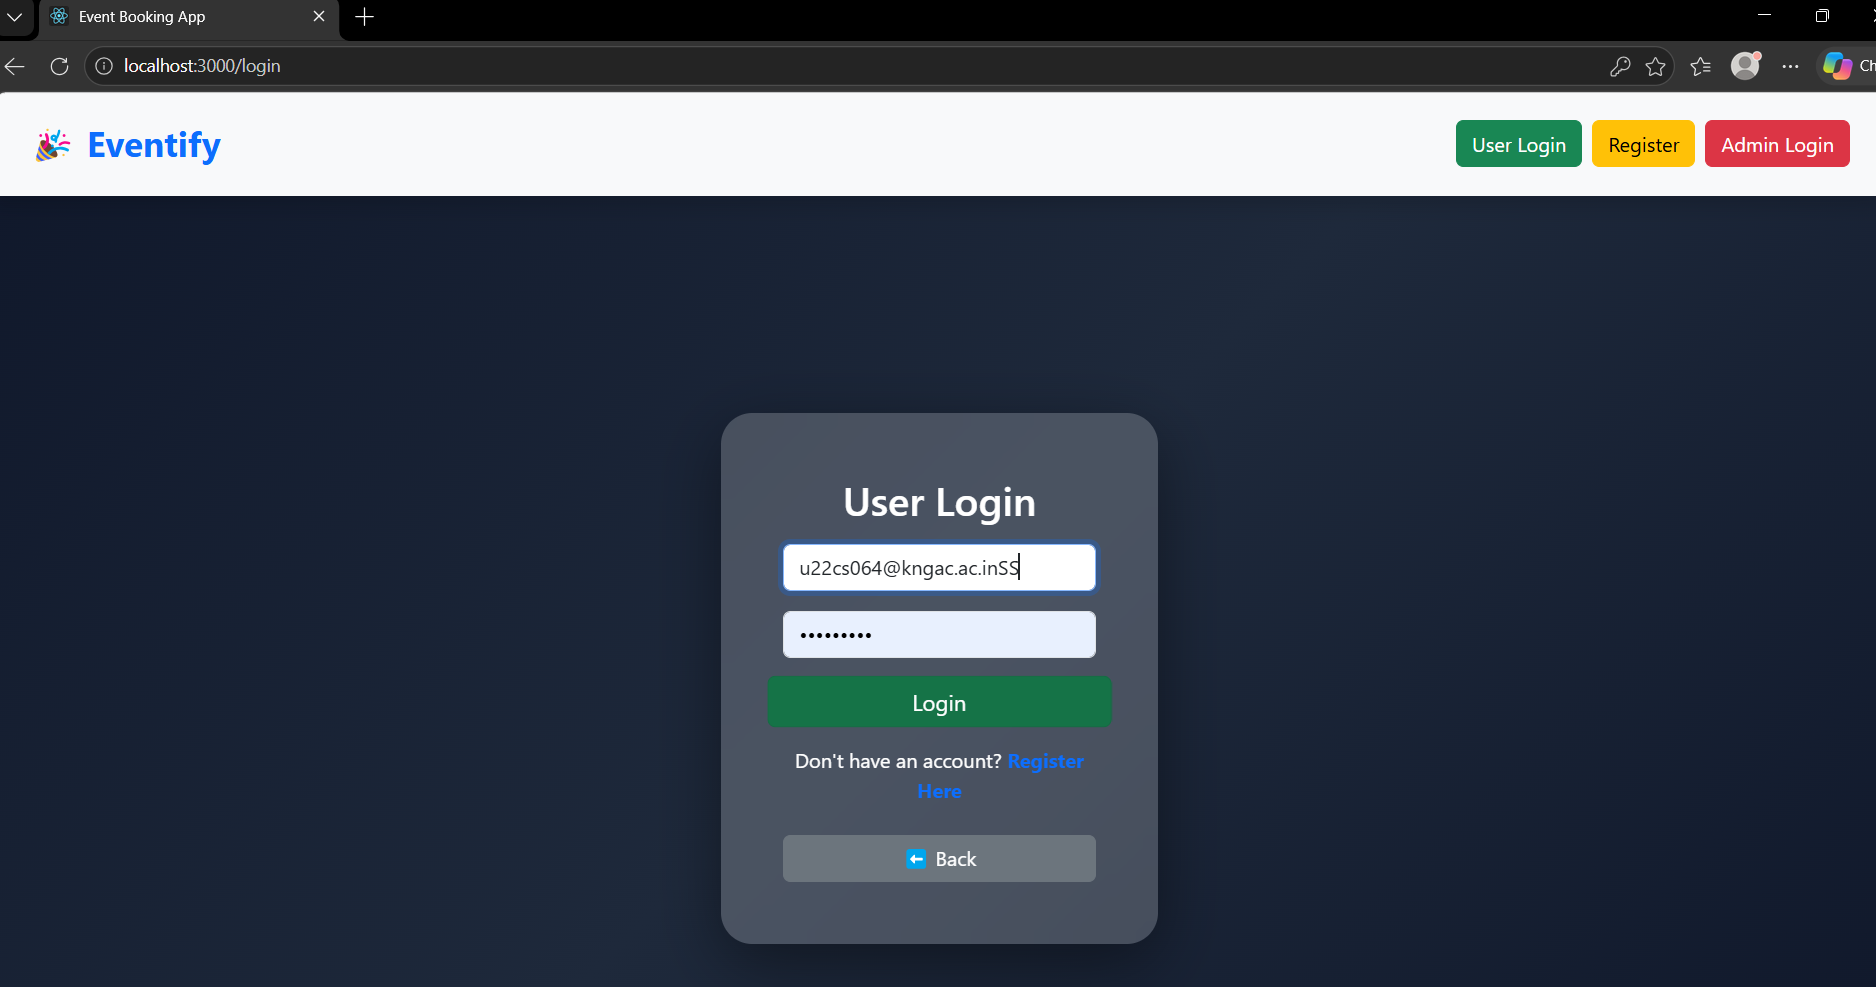 Event Booking App
localhost:3000/login
Ch
Eventify
User Login
Register
Admin Login
User Login
u22cs064@kngac.ac.inSS
•••••••••
Login
Don't have an account? Register
Here
Back